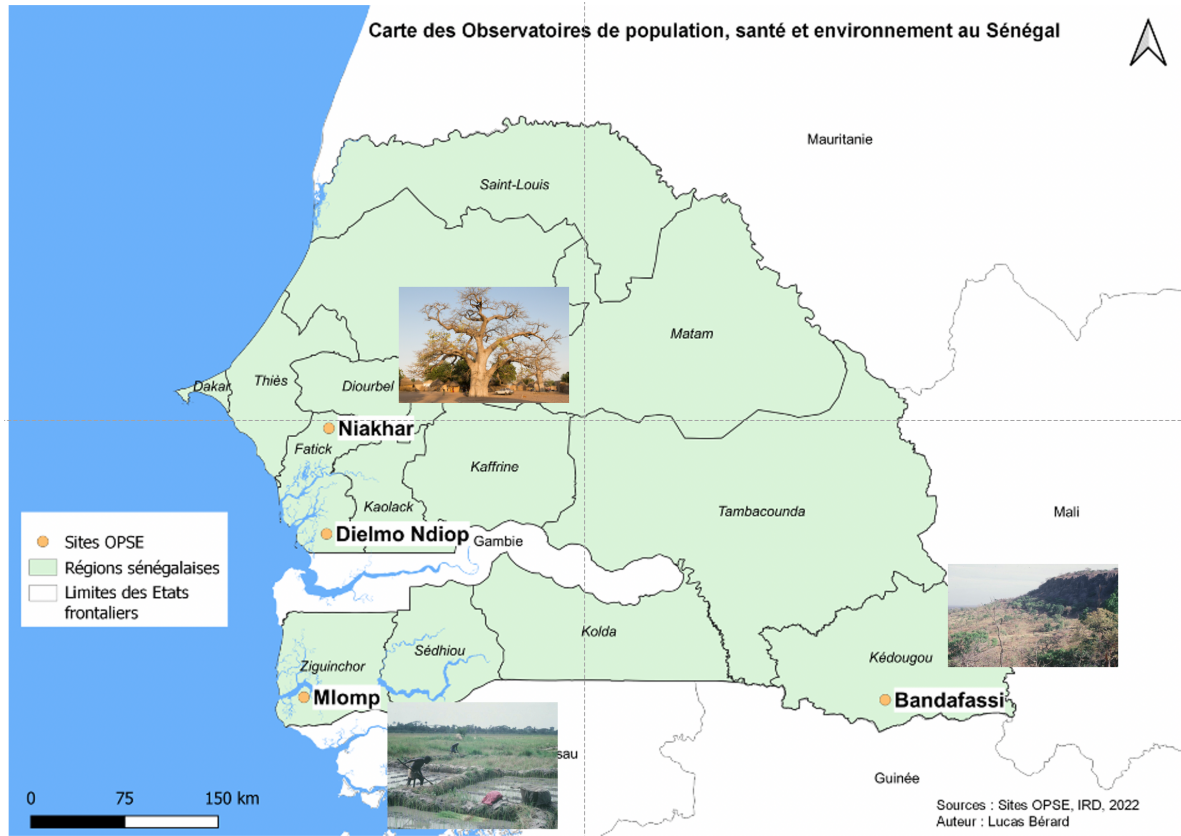 Carte des Observatoires de population, santé et environnement au Sénégal
Mauritanie
Saint-Louis
Matam
Dakar
Thiès
Diourbel
Niakhar
Fatick
Kaffrine
Kaolack
Tambacounda
Mali
Dielmo Ndiop
Gambie
Sites OPSE
Régions sénégalaises
Limites des Etats
frontaliers
Kolda
Sédhiou
Ziguinchor
Kédougou
Mlomp
Bandafassi
sau
Guinée
0 75 150 km
Sources : Sites OPSE, IRD, 2022
Auteur : Lucas Bérard